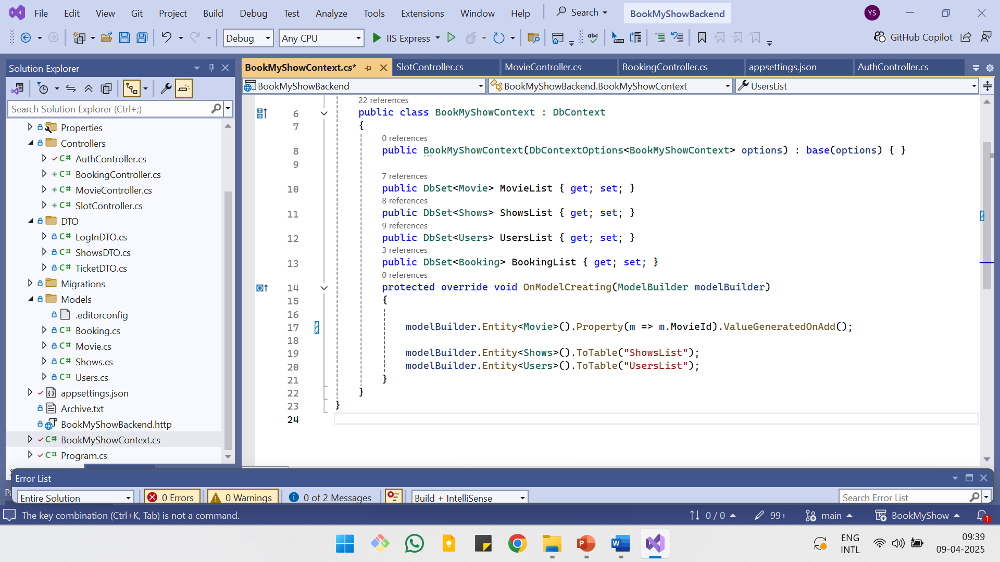 File Edit View Git Project Build Debug Test Analyze Tools Extensions Window Help Search BookMyShowBackend YS
Debug Any CPU IIS Express abc GitHub Copilot
Solution Explorer
Search Solution Explorer (Ctrl+;)
Properties
Controllers
C# AuthController.cs
C# BookingController.cs
C# MovieController.cs
C# SlotController.cs
DTO
C# LogInDTO.cs
C# ShowsDTO.cs
C# TicketDTO.cs
Migrations
Models
.editorconfig
C# Booking.cs
C# Movie.cs
C# Shows.cs
C# Users.cs
appsettings.json
Archive.txt
BookMyShowBackend.http
C# BookMyShowContext.cs
C# Program.cs
BookMyShowContext.cs* SlotController.cs MovieController.cs BookingController.cs appsettings.json AuthController.cs
BookMyShowBackend BookMyShowBackend.BookMyShowContext UsersList
22 references
6 public class BookMyShowContext : DbContext
7 {
0 references
8 public BookMyShowContext(DbContextOptions<BookMyShowContext> options) : base(options) { }
9
7 references
10 public DbSet<Movie> MovieList { get; set; }
8 references
11 public DbSet<Shows> ShowsList { get; set; }
9 references
12 public DbSet<Users> UsersList { get; set; }
3 references
13 public DbSet<Booking> BookingList { get; set; }
0 references
14 protected override void OnModelCreating(ModelBuilder modelBuilder)
15 {
16
17 modelBuilder.Entity<Movie>().Property(m => m.MovieId).ValueGeneratedOnAdd();
18
19 modelBuilder.Entity<Shows>().ToTable("ShowsList");
20 modelBuilder.Entity<Users>().ToTable("UsersList");
21 }
22 }
23 }
24
Error List
Entire Solution 0 Errors 0 Warnings 0 of 2 Messages Build + IntelliSense Search Error List
The key combination (Ctrl+K, Tab) is not a command. 0 / 0 99+ main BookMyShow 1
ENG
INTL
09:39
09-04-2025